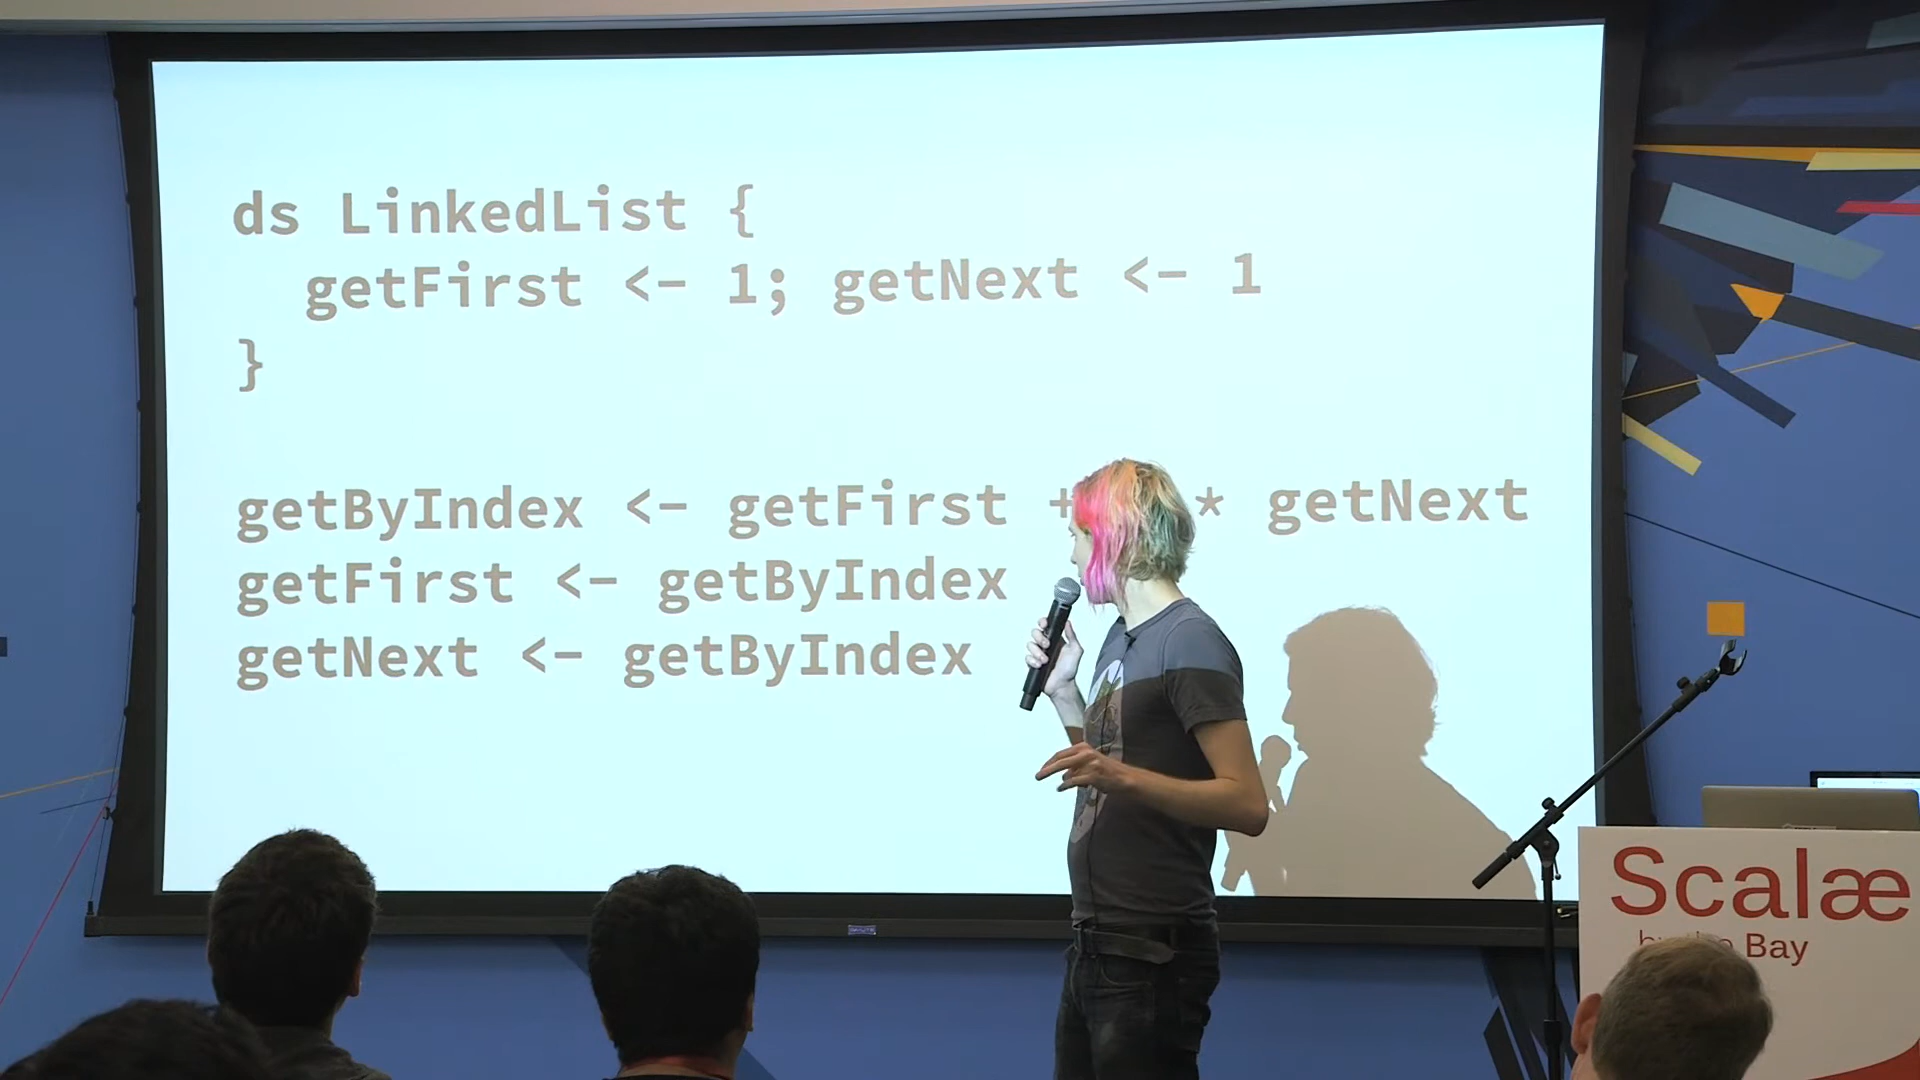 ds LinkedList {
getFirst <- 1; getNext <- 1
}
getByIndex <- getFirst + * getNext
getFirst <- getByIndex
getNext <- getByIndex
Scalæ
Bay